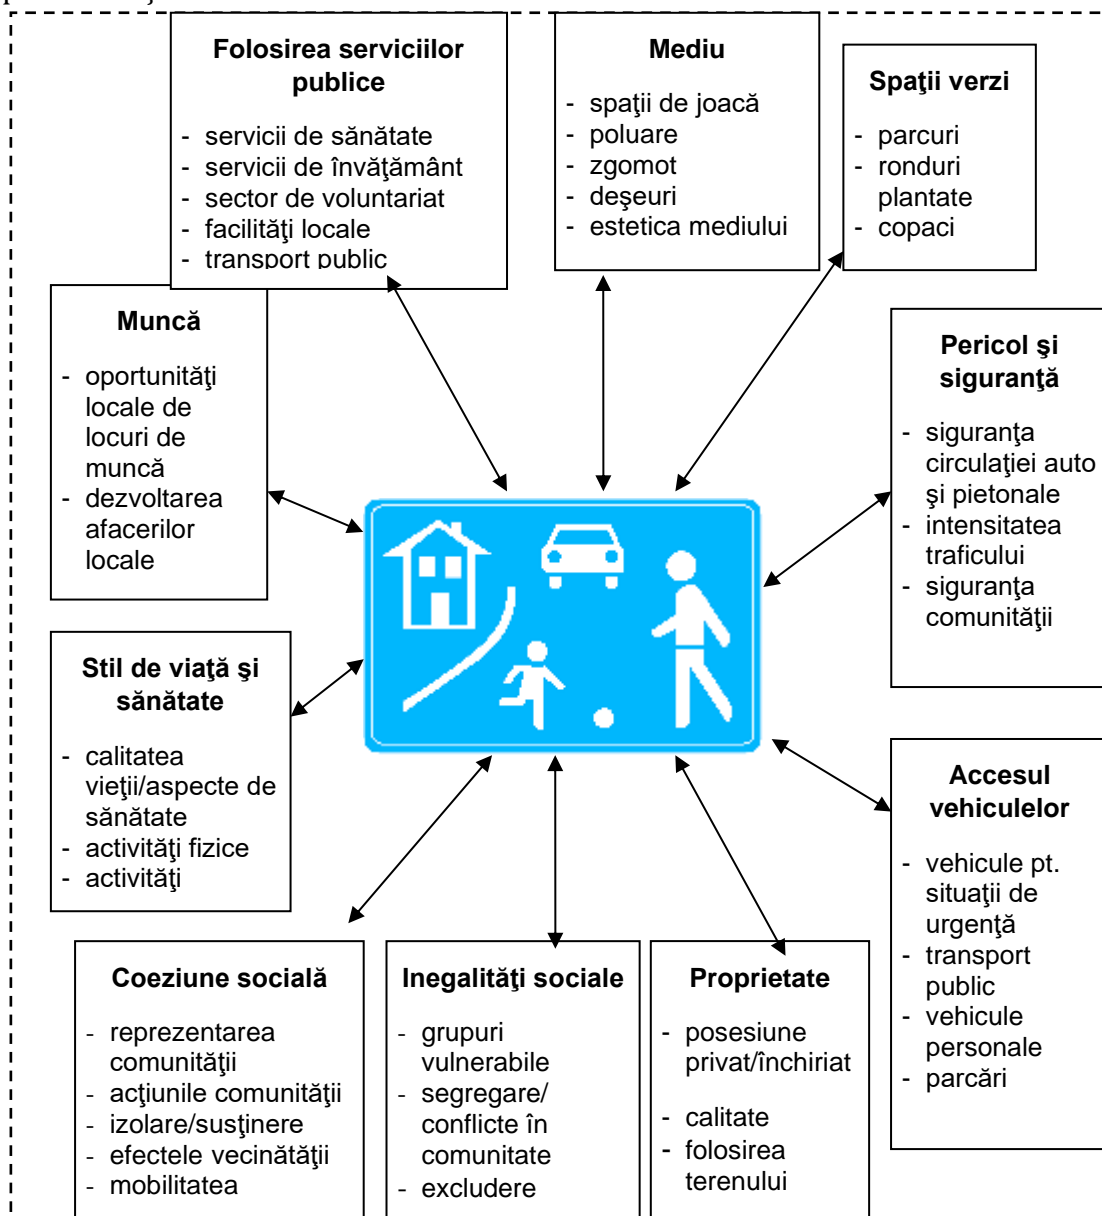 Folosirea serviciilor
publice
- servicii de sănătate
- servicii de învăţământ
- sector de voluntariat
- facilităţi locale
- transport public
Mediu
- spaţii de joacă
- poluare
- zgomot
- deşeuri
- estetica mediului
Spaţii verzi
- parcuri
- ronduri
plantate
- copaci
Muncă
- oportunităţi
locale de
locuri de
muncă
- dezvoltarea
afacerilor
locale
Pericol şi
siguranţă
- siguranţa
circulaţiei auto
şi pietonale
- intensitatea
traficului
- siguranţa
comunităţii
Stil de viaţă şi
sănătate
- calitatea
vieţii/aspecte de
sănătate
- activităţi fizice
- activităţi
Accesul
vehiculelor
- vehicule pt.
situaţii de
urgenţă
- transport
public
- vehicule
personale
- parcări
Coeziune socială
- reprezentarea
comunităţii
- acţiunile comunităţii
- izolare/susţinere
- efectele vecinătăţii
- mobilitatea
Inegalităţi sociale
- grupuri
vulnerabile
- segregare/
conflicte în
comunitate
- excludere
Proprietate
- posesiune
privat/închiriat
- calitate
- folosirea
terenului